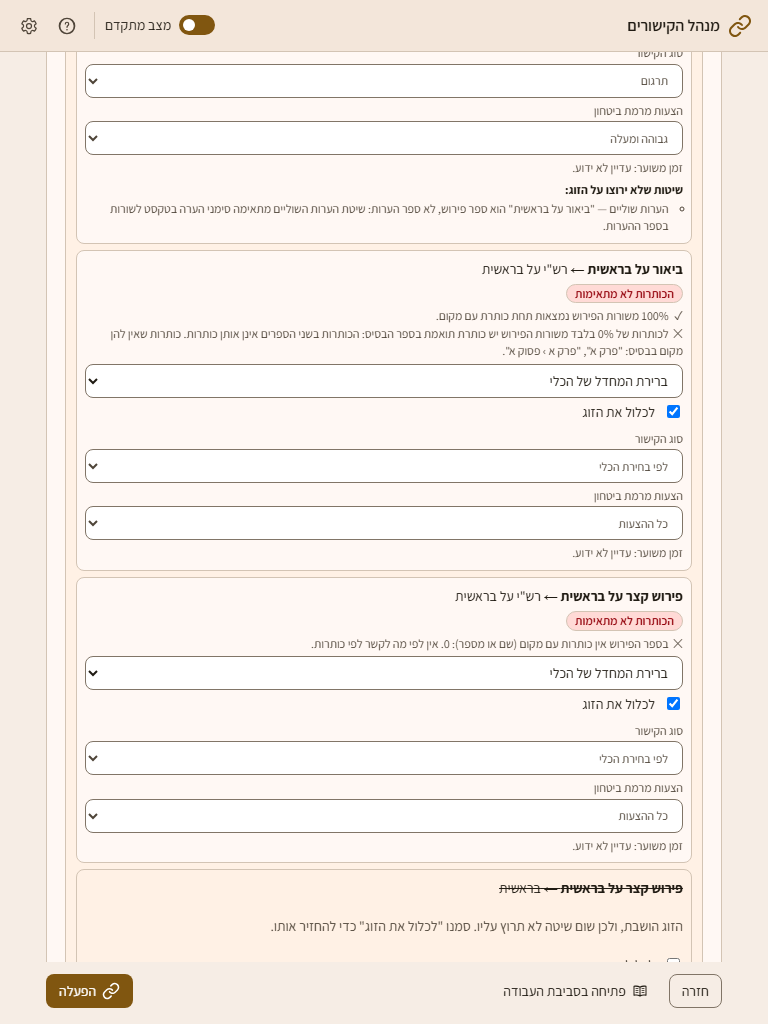 מנהל הקישורים
מצב מתקדם
סוג הקישור
תרגום
הצעות מרמת ביטחון
גבוהה ומעלה
זמן משוער: עדיין לא ידוע.
שיטות שלא ירוצו על הזוג:
הערות שוליים — "ביאור על בראשית" הוא ספר פירוש, לא ספר הערות: שיטת הערות השוליים מתאימה סימני הערה בטקסט לשורות
בספר ההערות.
ביאור על בראשית ← רש"י על בראשית
הכותרות לא מתאימות
✓ 100% משורות הפירוש נמצאות תחת כותרת עם מקום.
✕ לכותרות של 0% בלבד משורות הפירוש יש כותרת תואמת בספר הבסיס: הכותרות בשני הספרים אינן אותן כותרות. כותרות שאין להן
מקום בבסיס: "פרק א", "פרק א › פסוק א".
ברירת המחדל של הכלי
לכלול את הזוג
סוג הקישור
לפי בחירת הכלי
הצעות מרמת ביטחון
כל ההצעות
זמן משוער: עדיין לא ידוע.
פירוש קצר על בראשית ← רש"י על בראשית
הכותרות לא מתאימות
✕ בספר הפירוש אין כותרות עם מקום (שם או מספר): 0. אין לפי מה לקשר לפי כותרות.
ברירת המחדל של הכלי
לכלול את הזוג
סוג הקישור
לפי בחירת הכלי
הצעות מרמת ביטחון
כל ההצעות
זמן משוער: עדיין לא ידוע.
פירוש קצר על בראשית ← בראשית
הזוג הושבת, ולכן שום שיטה לא תרוץ עליו. סמנו "לכלול את הזוג" כדי להחזיר אותו.
חזרה
פתיחה בסביבת העבודה
הפעלה